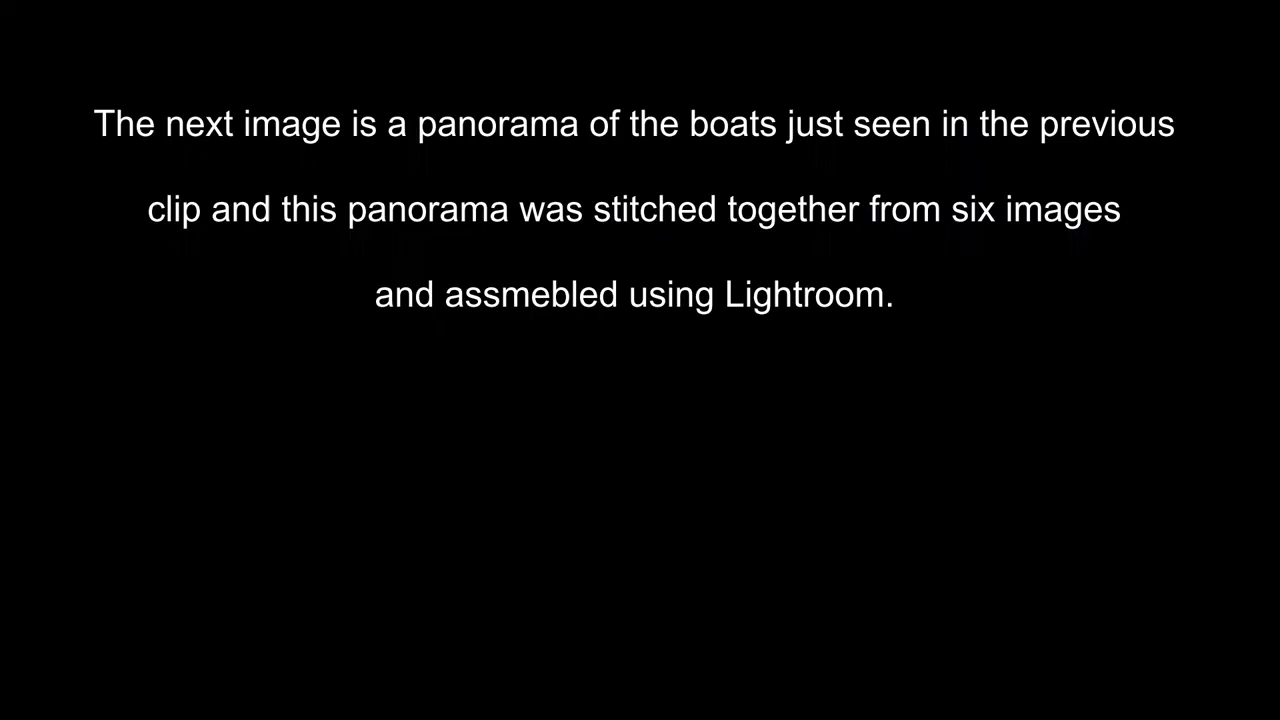 The next image is a panorama of the boats just seen in the previous
clip and this panorama was stitched together from six images
and assmebled using Lightroom.